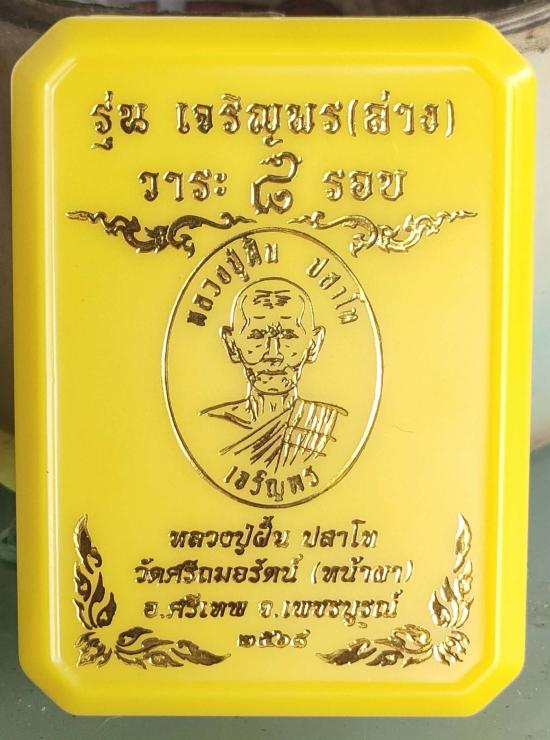 รุ่น เจริญพร(ล่าง)
วาระ ๘ รอบ
หลวงปู่ผื้น ปสาโท
เจริญพร
หลวงปู่ผื้น ปสาโท
วัดศรีถมอรัตน์ (หน้าผา)
อ.ศรีเทพ จ.เพชรบูรณ์
๒๕๖๘